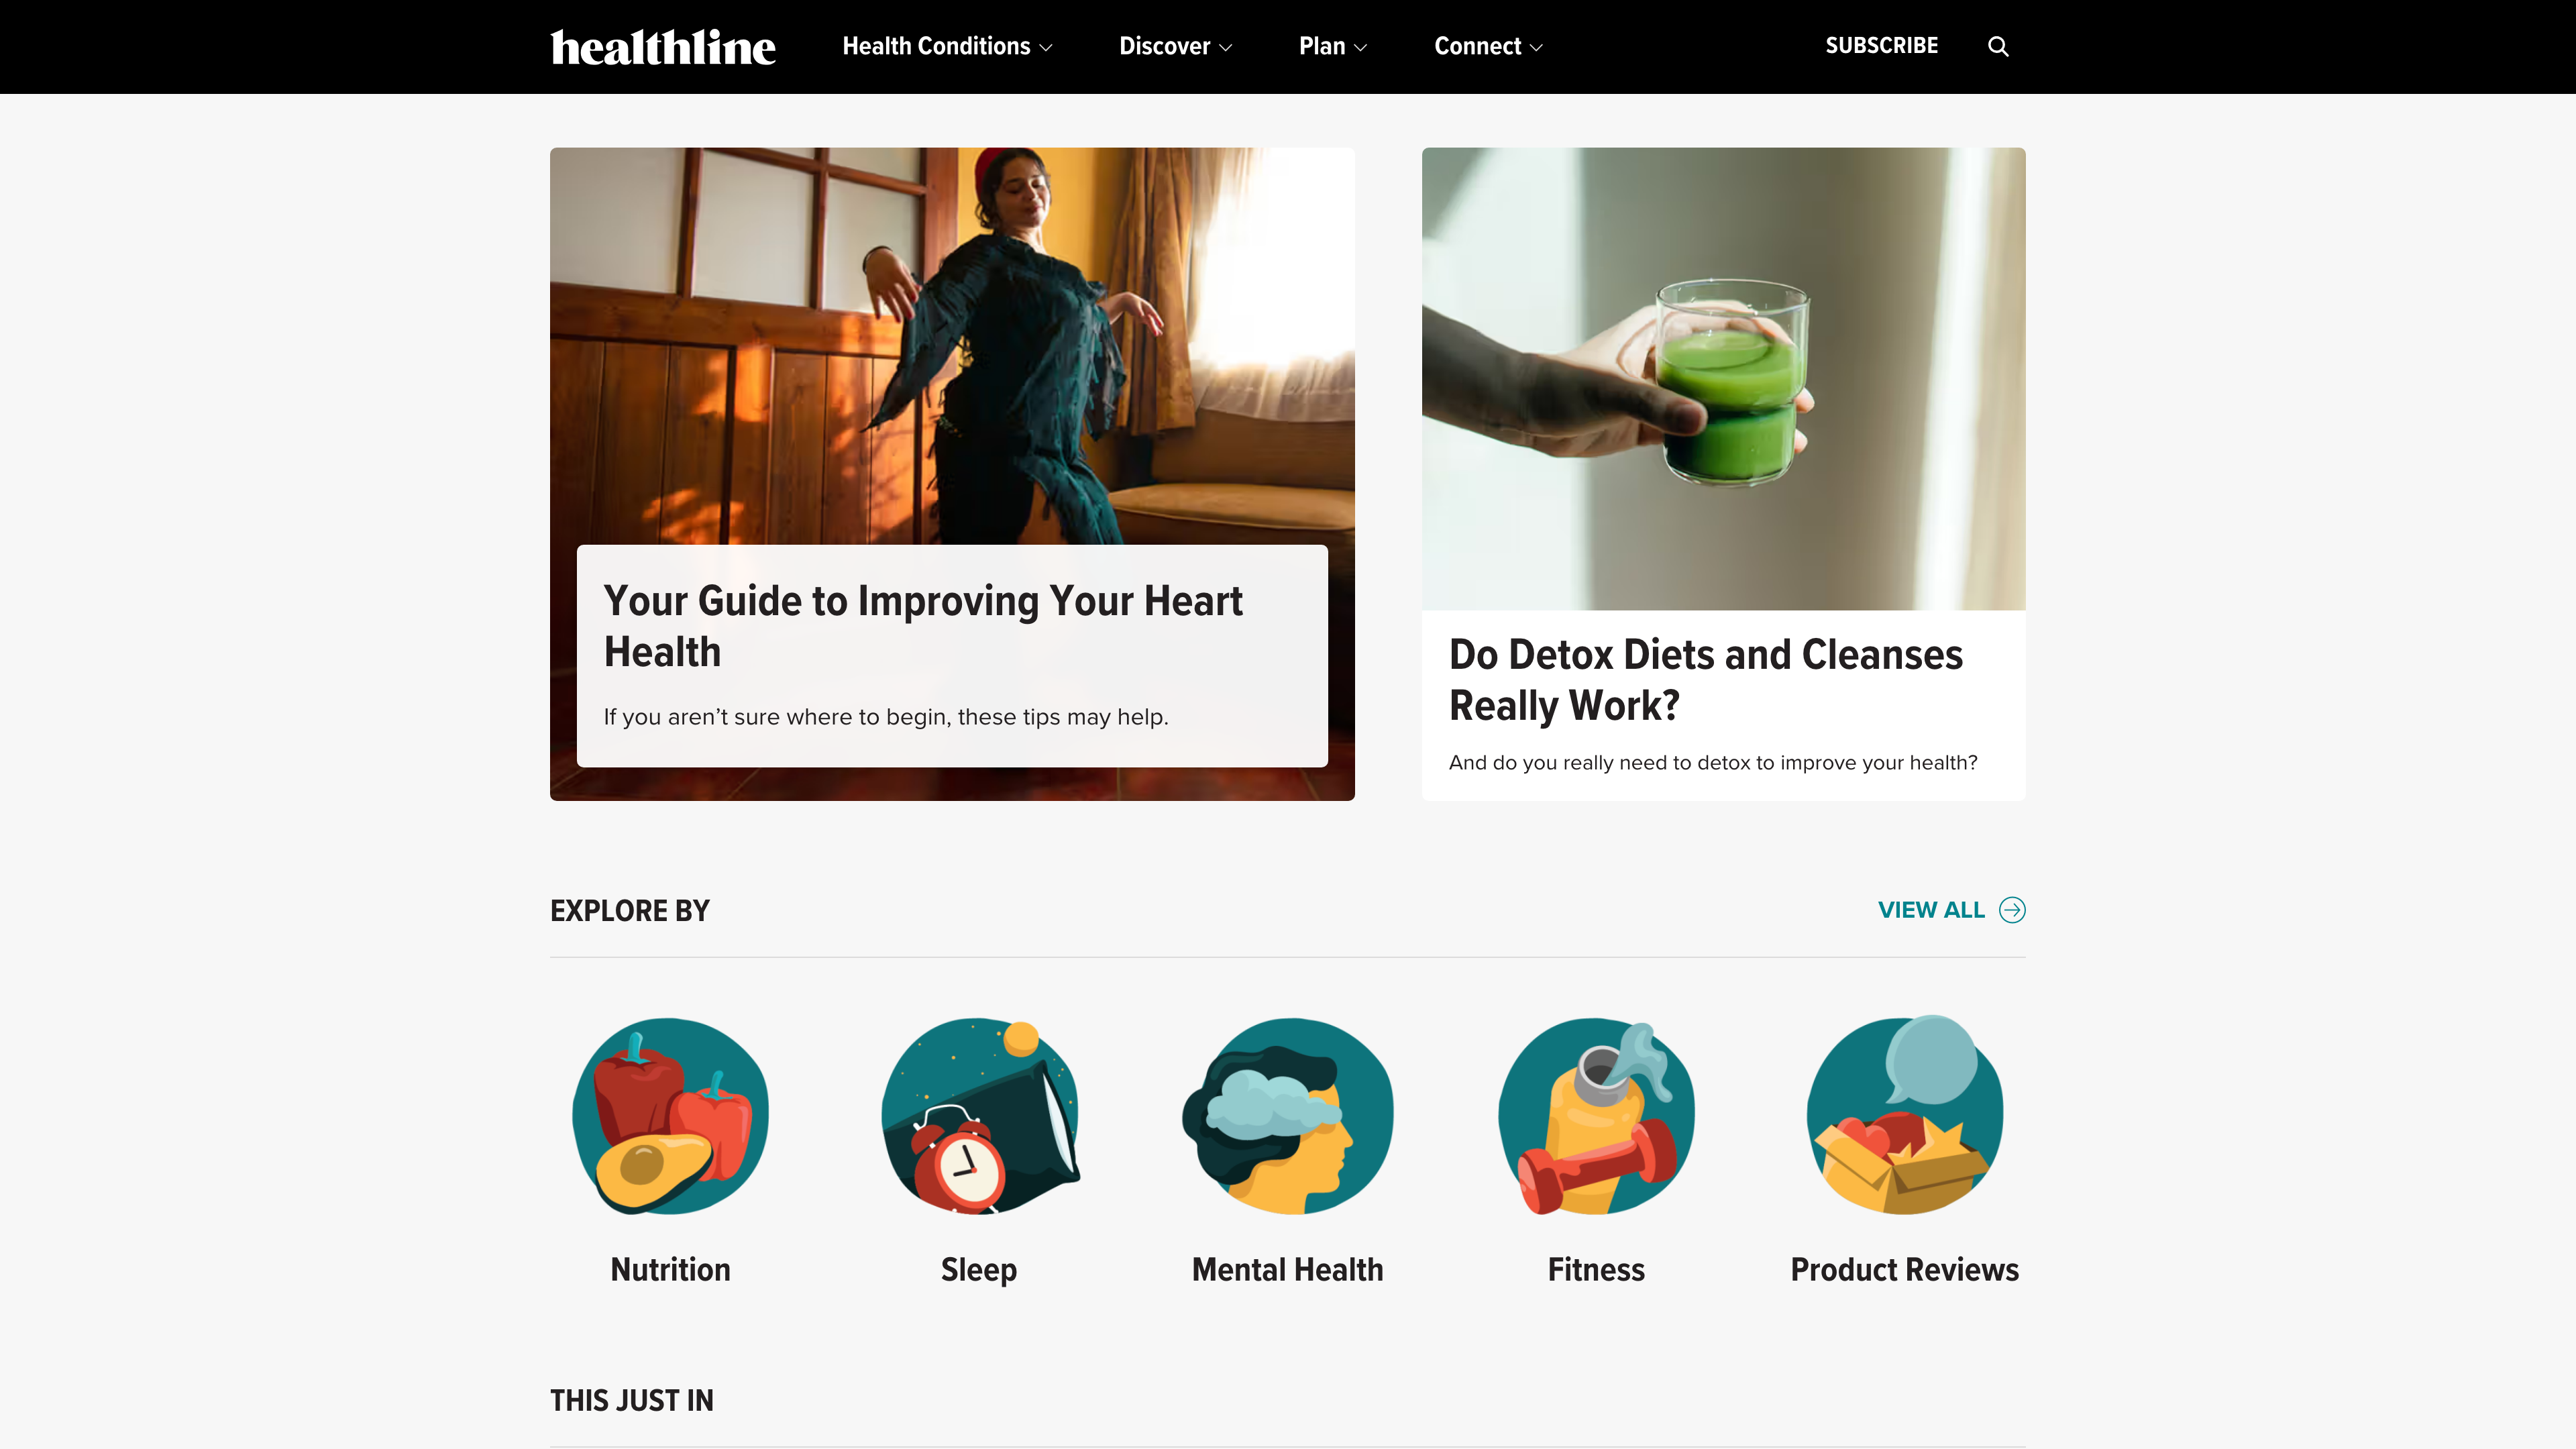 healthline
Health Conditions
Discover
Plan
Connect
SUBSCRIBE
Your Guide to Improving Your Heart
Health
If you aren’t sure where to begin, these tips may help.
Do Detox Diets and Cleanses
Really Work?
And do you really need to detox to improve your health?
EXPLORE BY
VIEW ALL
Nutrition
Sleep
Mental Health
Fitness
Product Reviews
THIS JUST IN